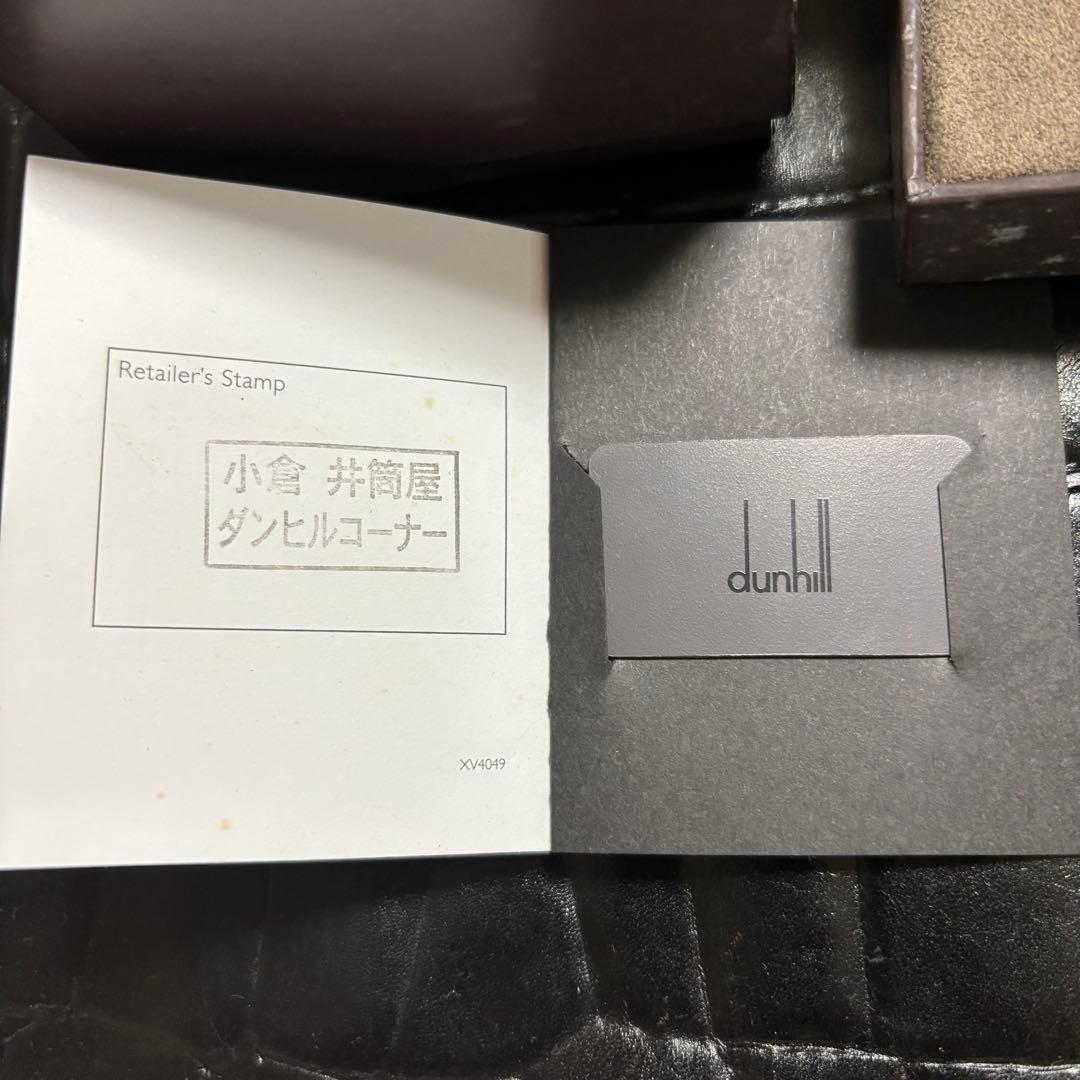 Retailer's Stamp
小倉 井筒屋
ダンヒルコーナー
XV4049
dunhill